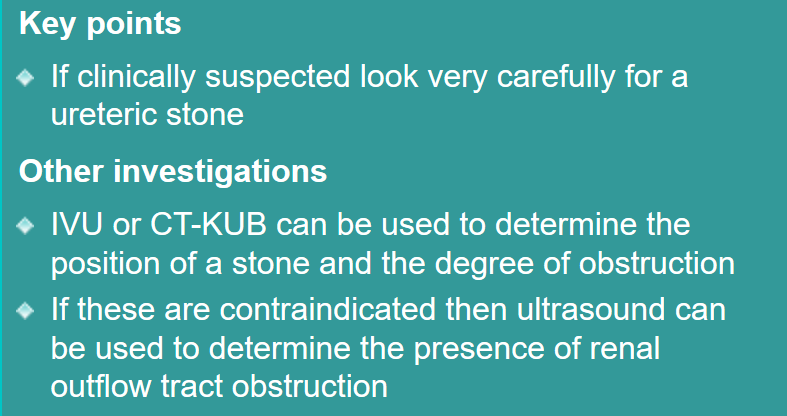 Key points
If clinically suspected look very carefully for a
ureteric stone
Other investigations
IVU or CT-KUB can be used to determine the
position of a stone and the degree of obstruction
If these are contraindicated then ultrasound can
be used to determine the presence of renal
outflow tract obstruction